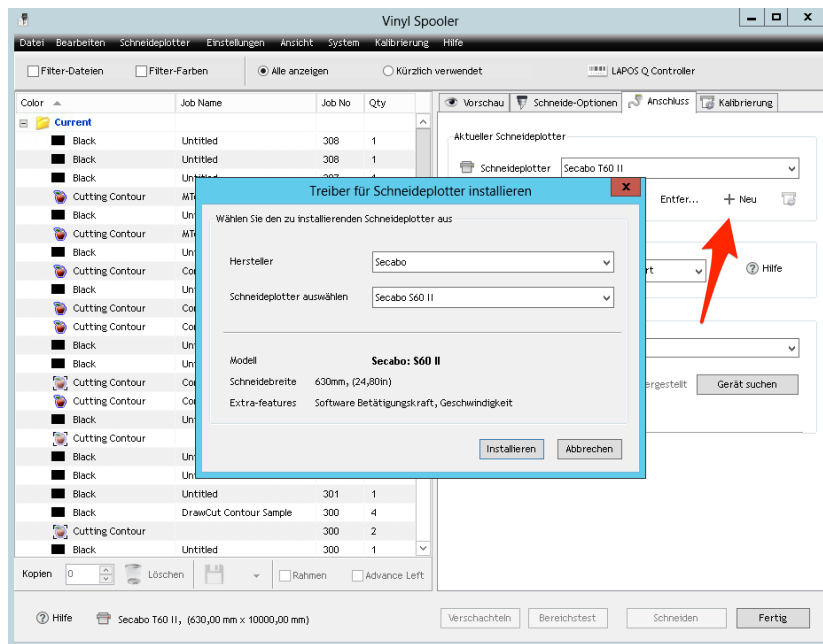 Vinyl Spooler
Datei Bearbeiten Schneideplotter Einstellungen Ansicht System Kalibrierung Hilfe
Filter-Dateien Filter-Farben Alle anzeigen Kürzlich verwendet LAPOS Q Controller
Color Job Name Job No Qty
Vorschau Schneide-Optionen Anschluss Kalibrierung
Current
Black Untitled 308 1
Aktueller Schneideplotter
Black Untitled 308 1
Schneideplotter Secabo T60 II
Black
Cutting Contour
Entfer... + Neu
Black
Cutting Contour
Black
Cutting Contour
Hilfe
Black
Cutting Contour
Cutting Contour
Black
Black
Cutting Contour
Gerät suchen
Cutting Contour
Black
Cutting Contour
Black
Black
Treiber für Schneideplotter installieren
Wählen Sie den zu installierenden Schneideplotter aus
Hersteller Secabo
Schneideplotter auswählen Secabo S60 II
Modell Secabo: S60 II
Schneidebreite 630mm, (24,80in)
Extra-features Software Betätigungskraft, Geschwindigkeit
Installieren Abbrechen
Black Untitled 301 1
Black DrawCut Contour Sample 300 4
Cutting Contour 300 2
Black Untitled 300 1
Kopien 0 Löschen Rahmen Advance Left
Hilfe Secabo T60 II, (630,00 mm x 10000,00 mm) Verschachteln Bereichstest Schneiden Fertig